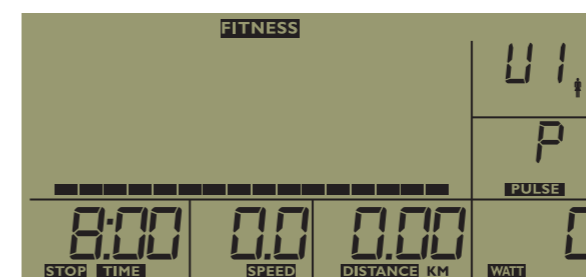 FITNESS
U1
P
PULSE
8:00 0.0 0.00
STOP TIME SPEED DISTANCE KM WATT